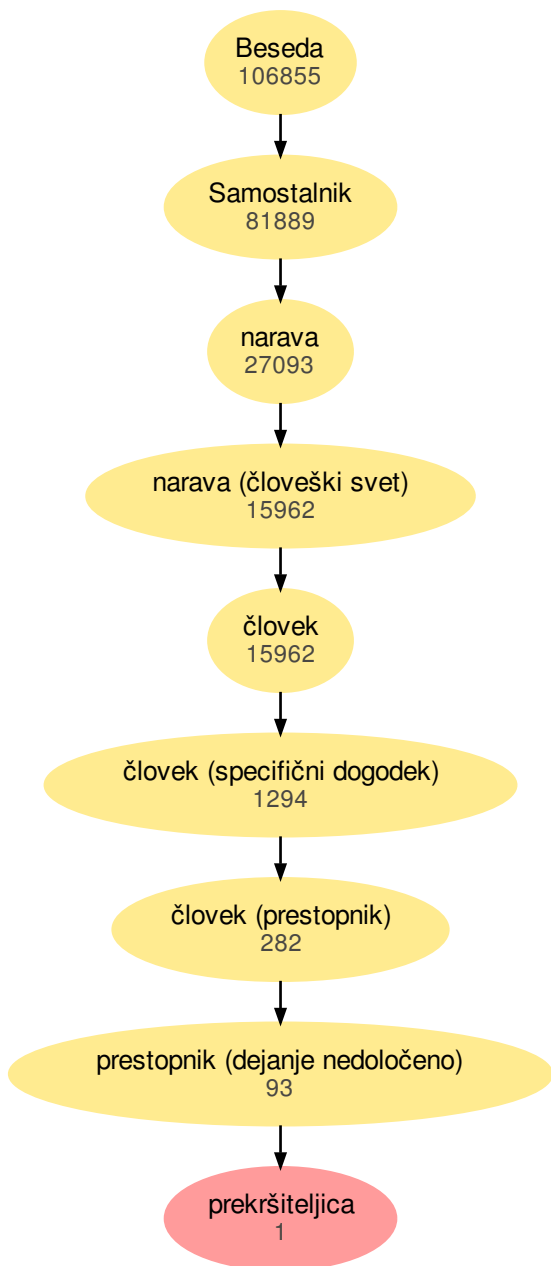 Beseda
106855
Samostalnik
81889
narava
27093
narava (človeški svet)
15962
človek
15962
človek (specifični dogodek)
1294
človek (prestopnik)
282
prestopnik (dejanje nedoločeno)
93
prekršiteljica
1